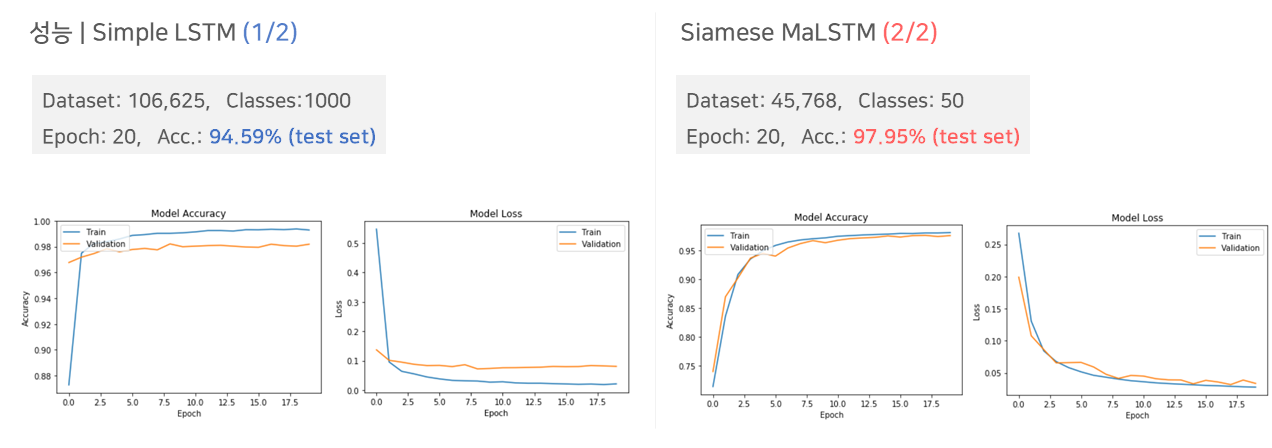 성능 | Simple LSTM (1/2)
Dataset: 106,625, Classes:1000
Epoch: 20, Acc.: 94.59% (test set)
Model Accuracy
Train
Validation
1.00
0.98
0.96
0.94
0.92
0.90
0.88
Accuracy
0.0 2.5 5.0 7.5 10.0 12.5 15.0 17.5
Epoch
Model Loss
Train
Validation
0.5
0.4
0.3
0.2
0.1
0.0
Loss
0.0 2.5 5.0 7.5 10.0 12.5 15.0 17.5
Epoch
Siamese MaLSTM (2/2)
Dataset: 45,768, Classes: 50
Epoch: 20, Acc.: 97.95% (test set)
Model Accuracy
Train
Validation
0.95
0.90
0.85
0.80
0.75
Accuracy
0.0 2.5 5.0 7.5 10.0 12.5 15.0 17.5
Epoch
Model Loss
Train
Validation
0.25
0.20
0.15
0.10
0.05
Loss
0.0 2.5 5.0 7.5 10.0 12.5 15.0 17.5
Epoch